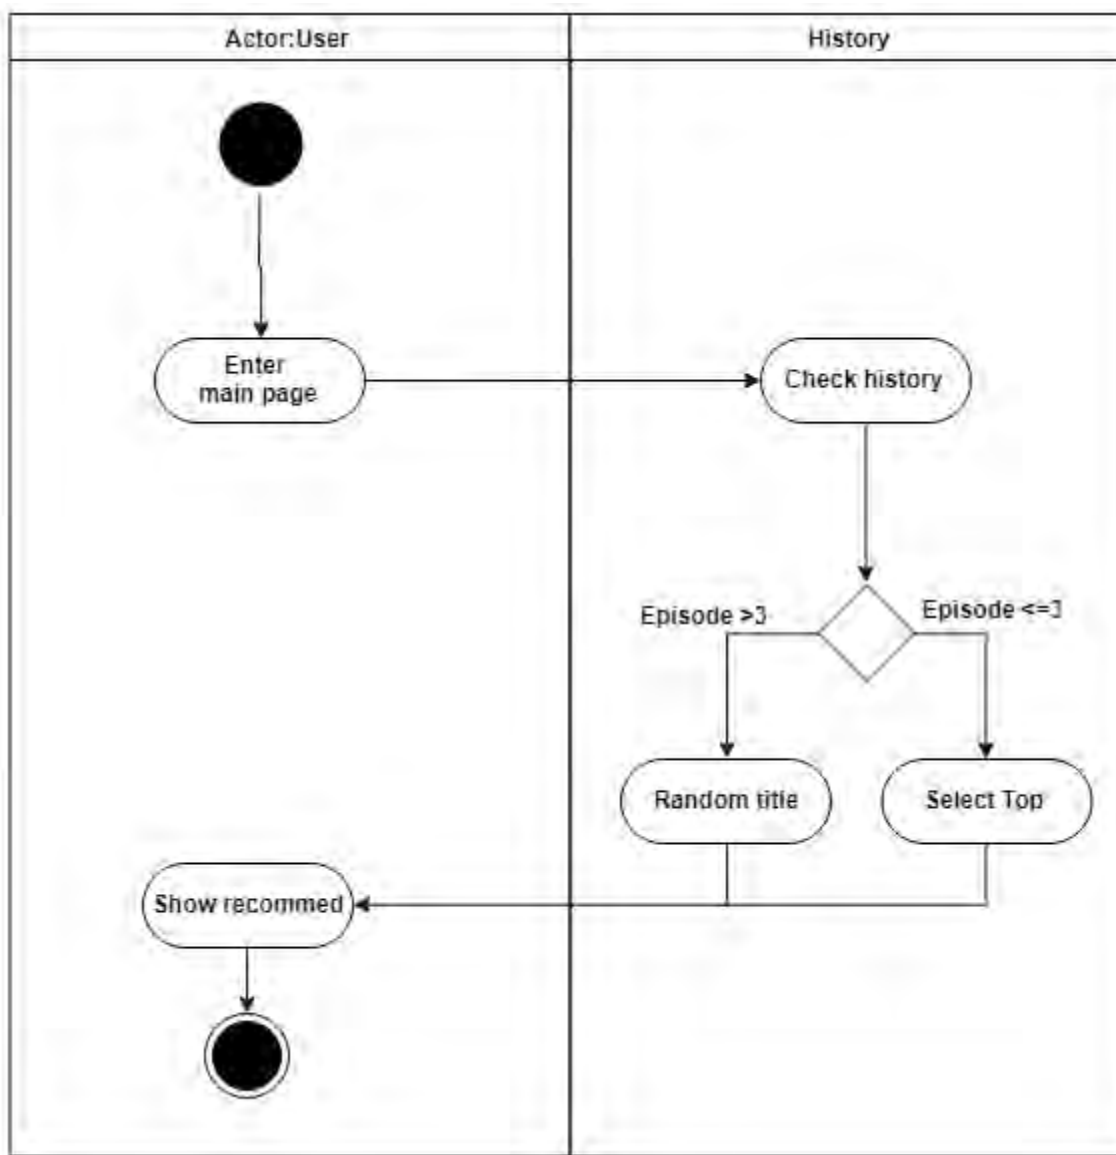 Actor:User
History
Enter
main page
Check history
Episode >3
Episode <=3
Random title
Select Top
Show recommed